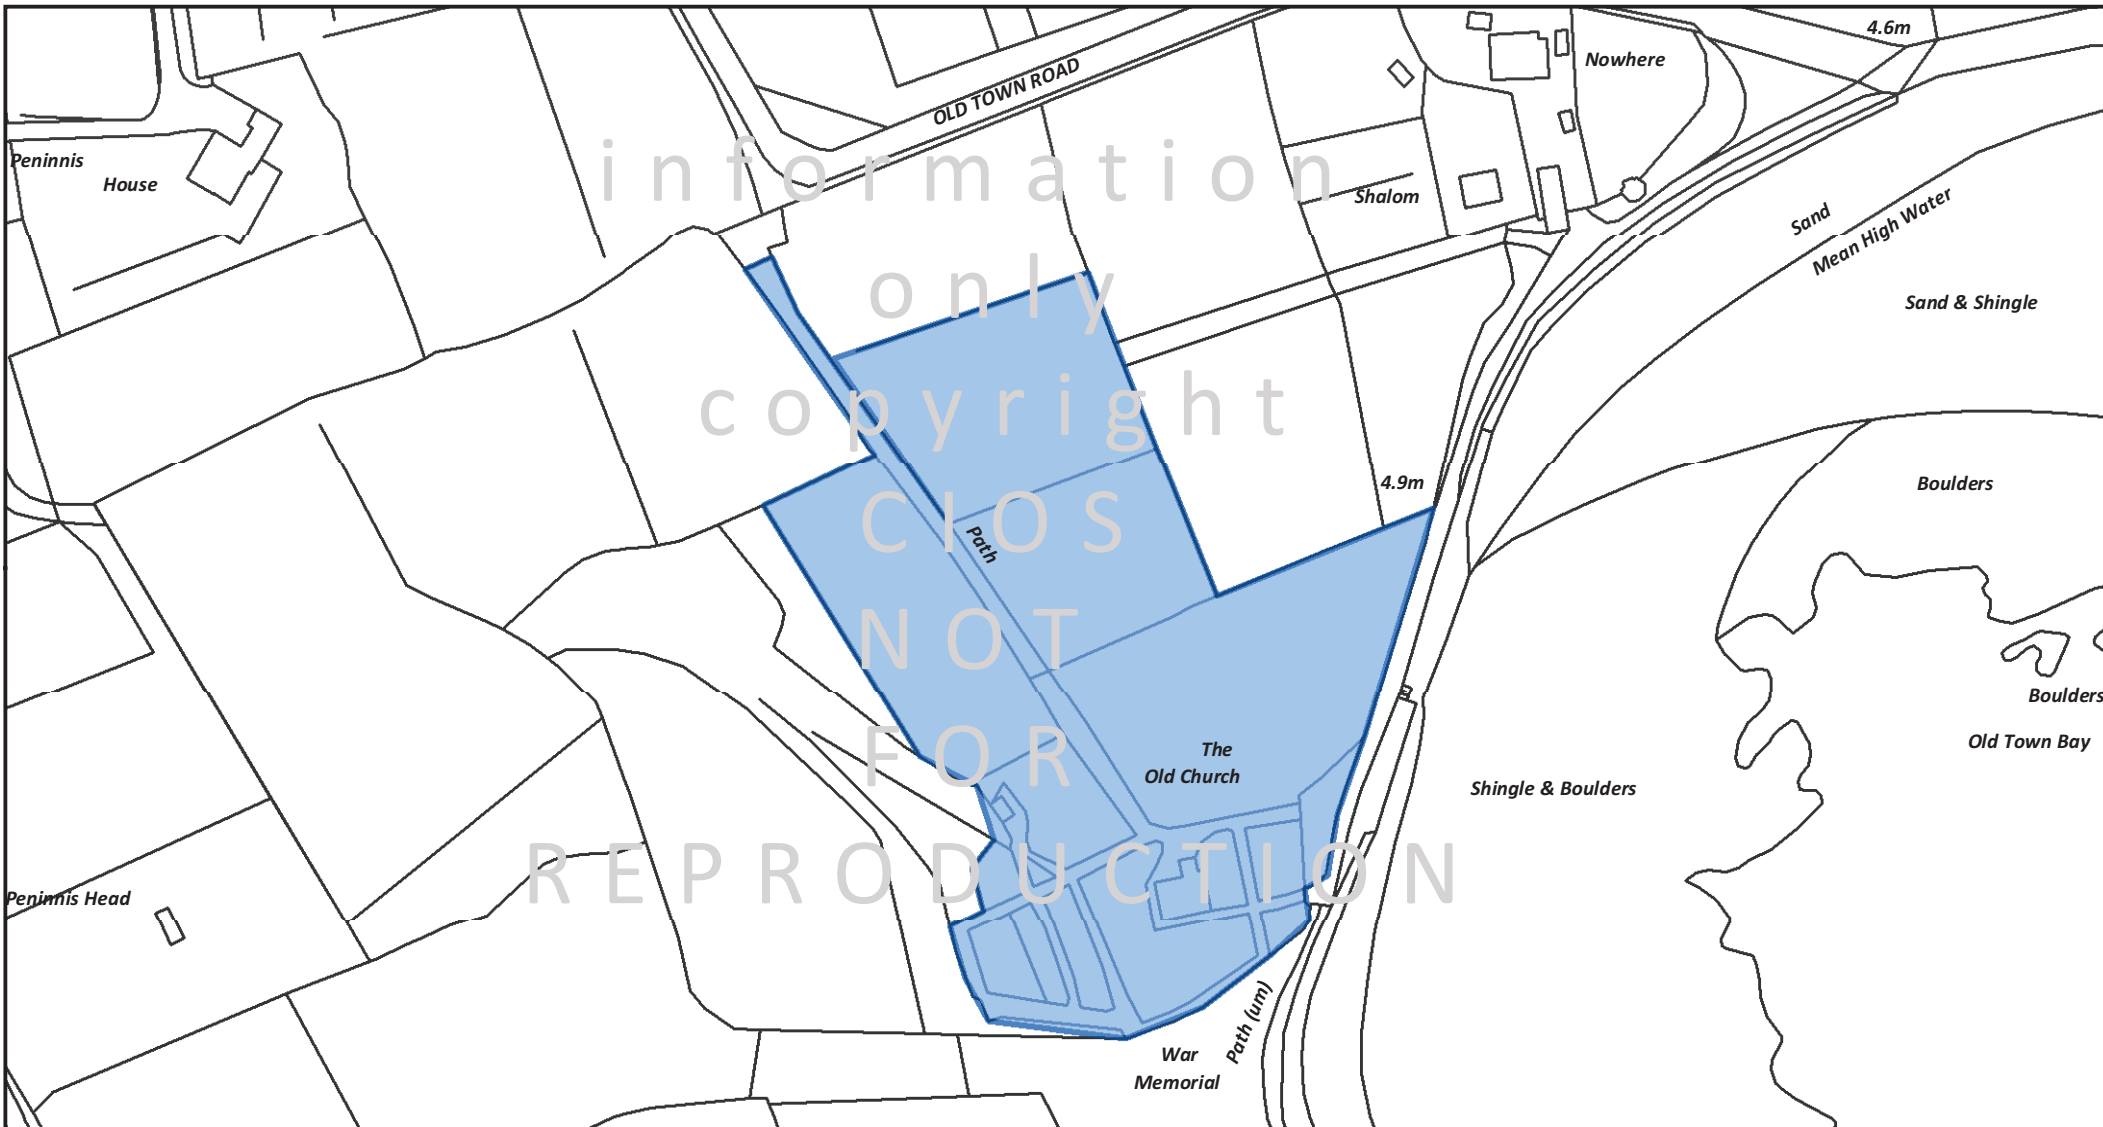 4.6m
Nowhere
OLD TOWN ROAD
Peninnis
House
information
Shalom
Sand
Mean High Water
only
Sand & Shingle
copyright
4.9m
Boulders
CIOS
Path
NOT
Boulders
Old Town Bay
FOR
The
Old Church
Shingle & Boulders
REPRODUCTION
Peninnis Head
Path (um)
War
Memorial